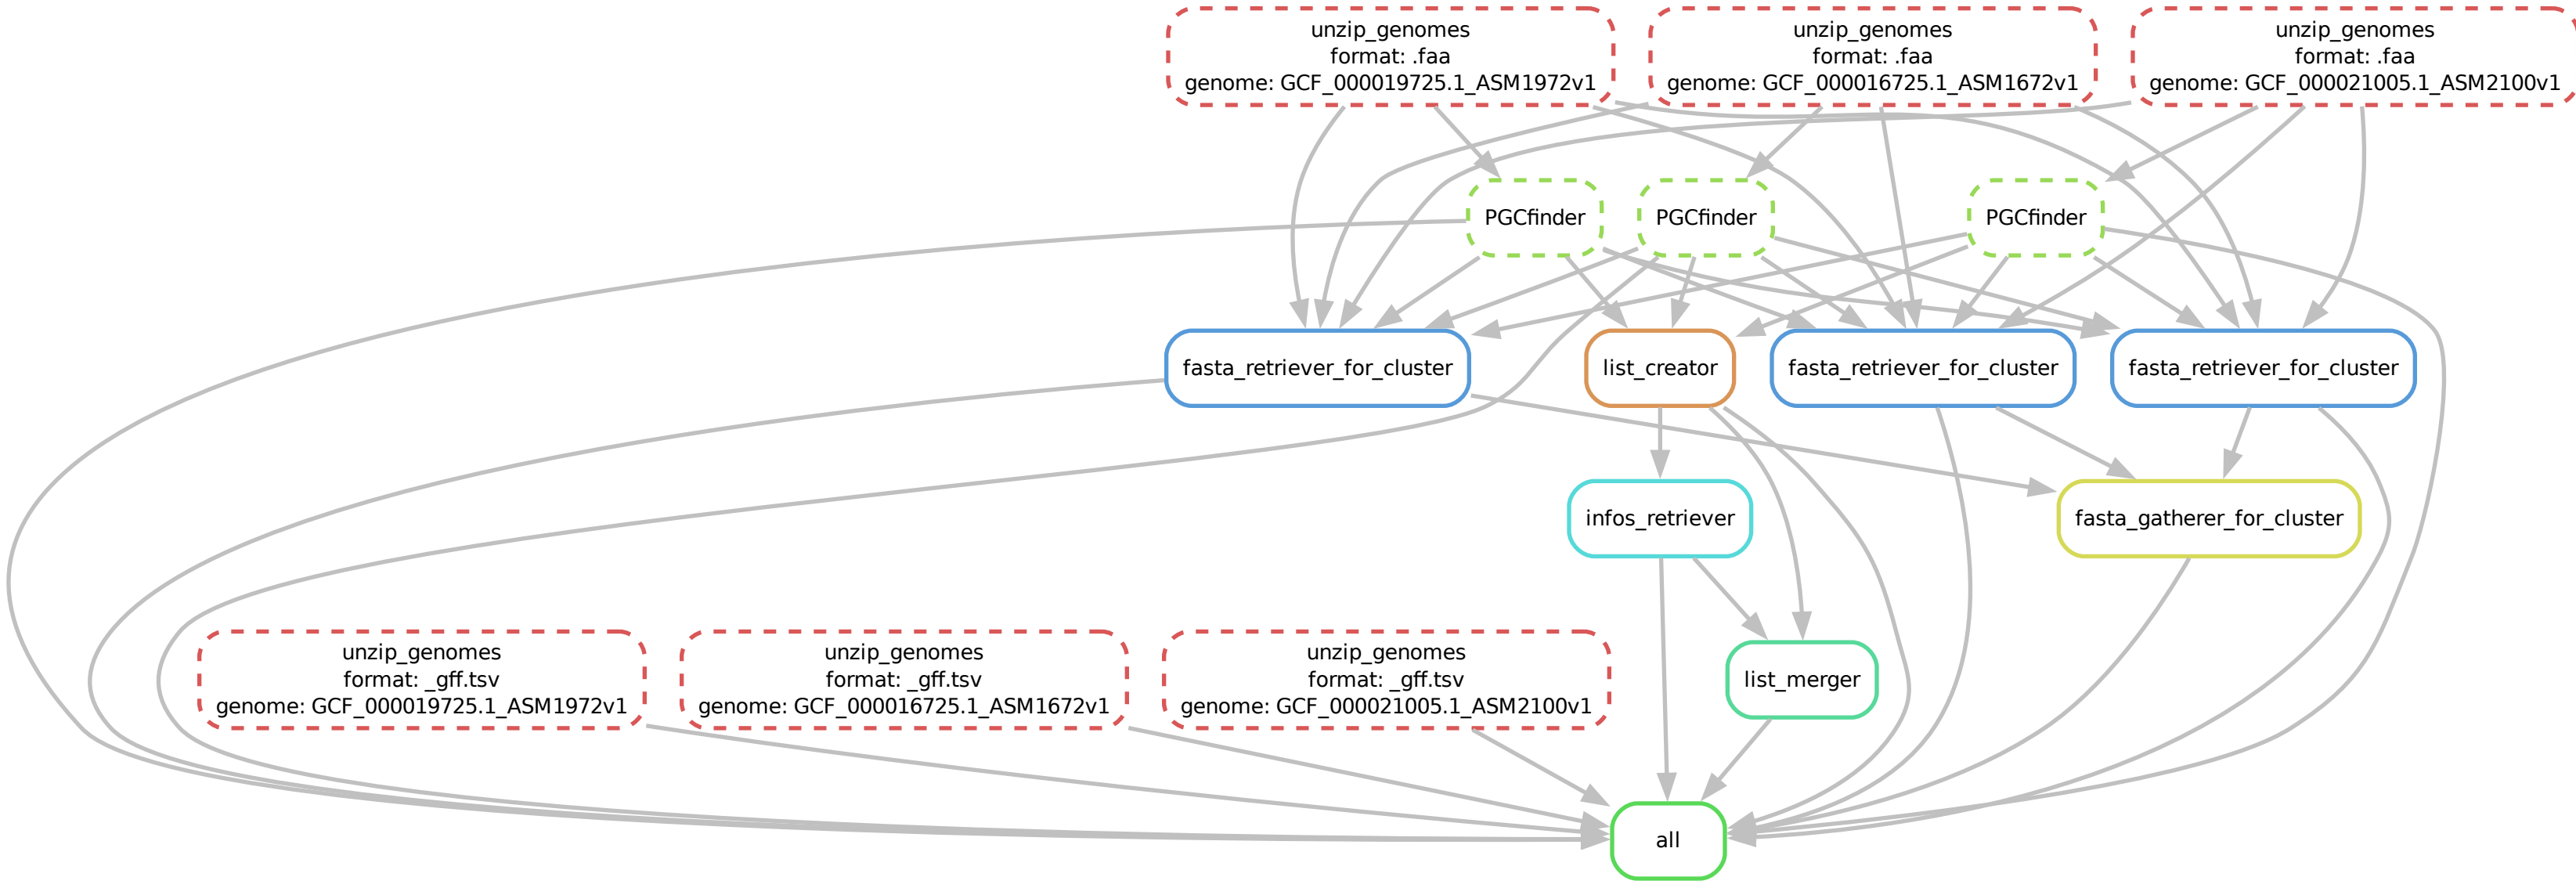 unzip_genomes
format: .faa
genome: GCF_000019725.1_ASM1972v1
unzip_genomes
format: .faa
genome: GCF_000016725.1_ASM1672v1
unzip_genomes
format: .faa
genome: GCF_000021005.1_ASM2100v1
PGCfinder
PGCfinder
PGCfinder
fasta_retriever_for_cluster
list_creator
fasta_retriever_for_cluster
fasta_retriever_for_cluster
infos_retriever
fasta_gatherer_for_cluster
unzip_genomes
format: _gff.tsv
genome: GCF_000019725.1_ASM1972v1
unzip_genomes
format: _gff.tsv
genome: GCF_000016725.1_ASM1672v1
unzip_genomes
format: _gff.tsv
genome: GCF_000021005.1_ASM2100v1
list_merger
all